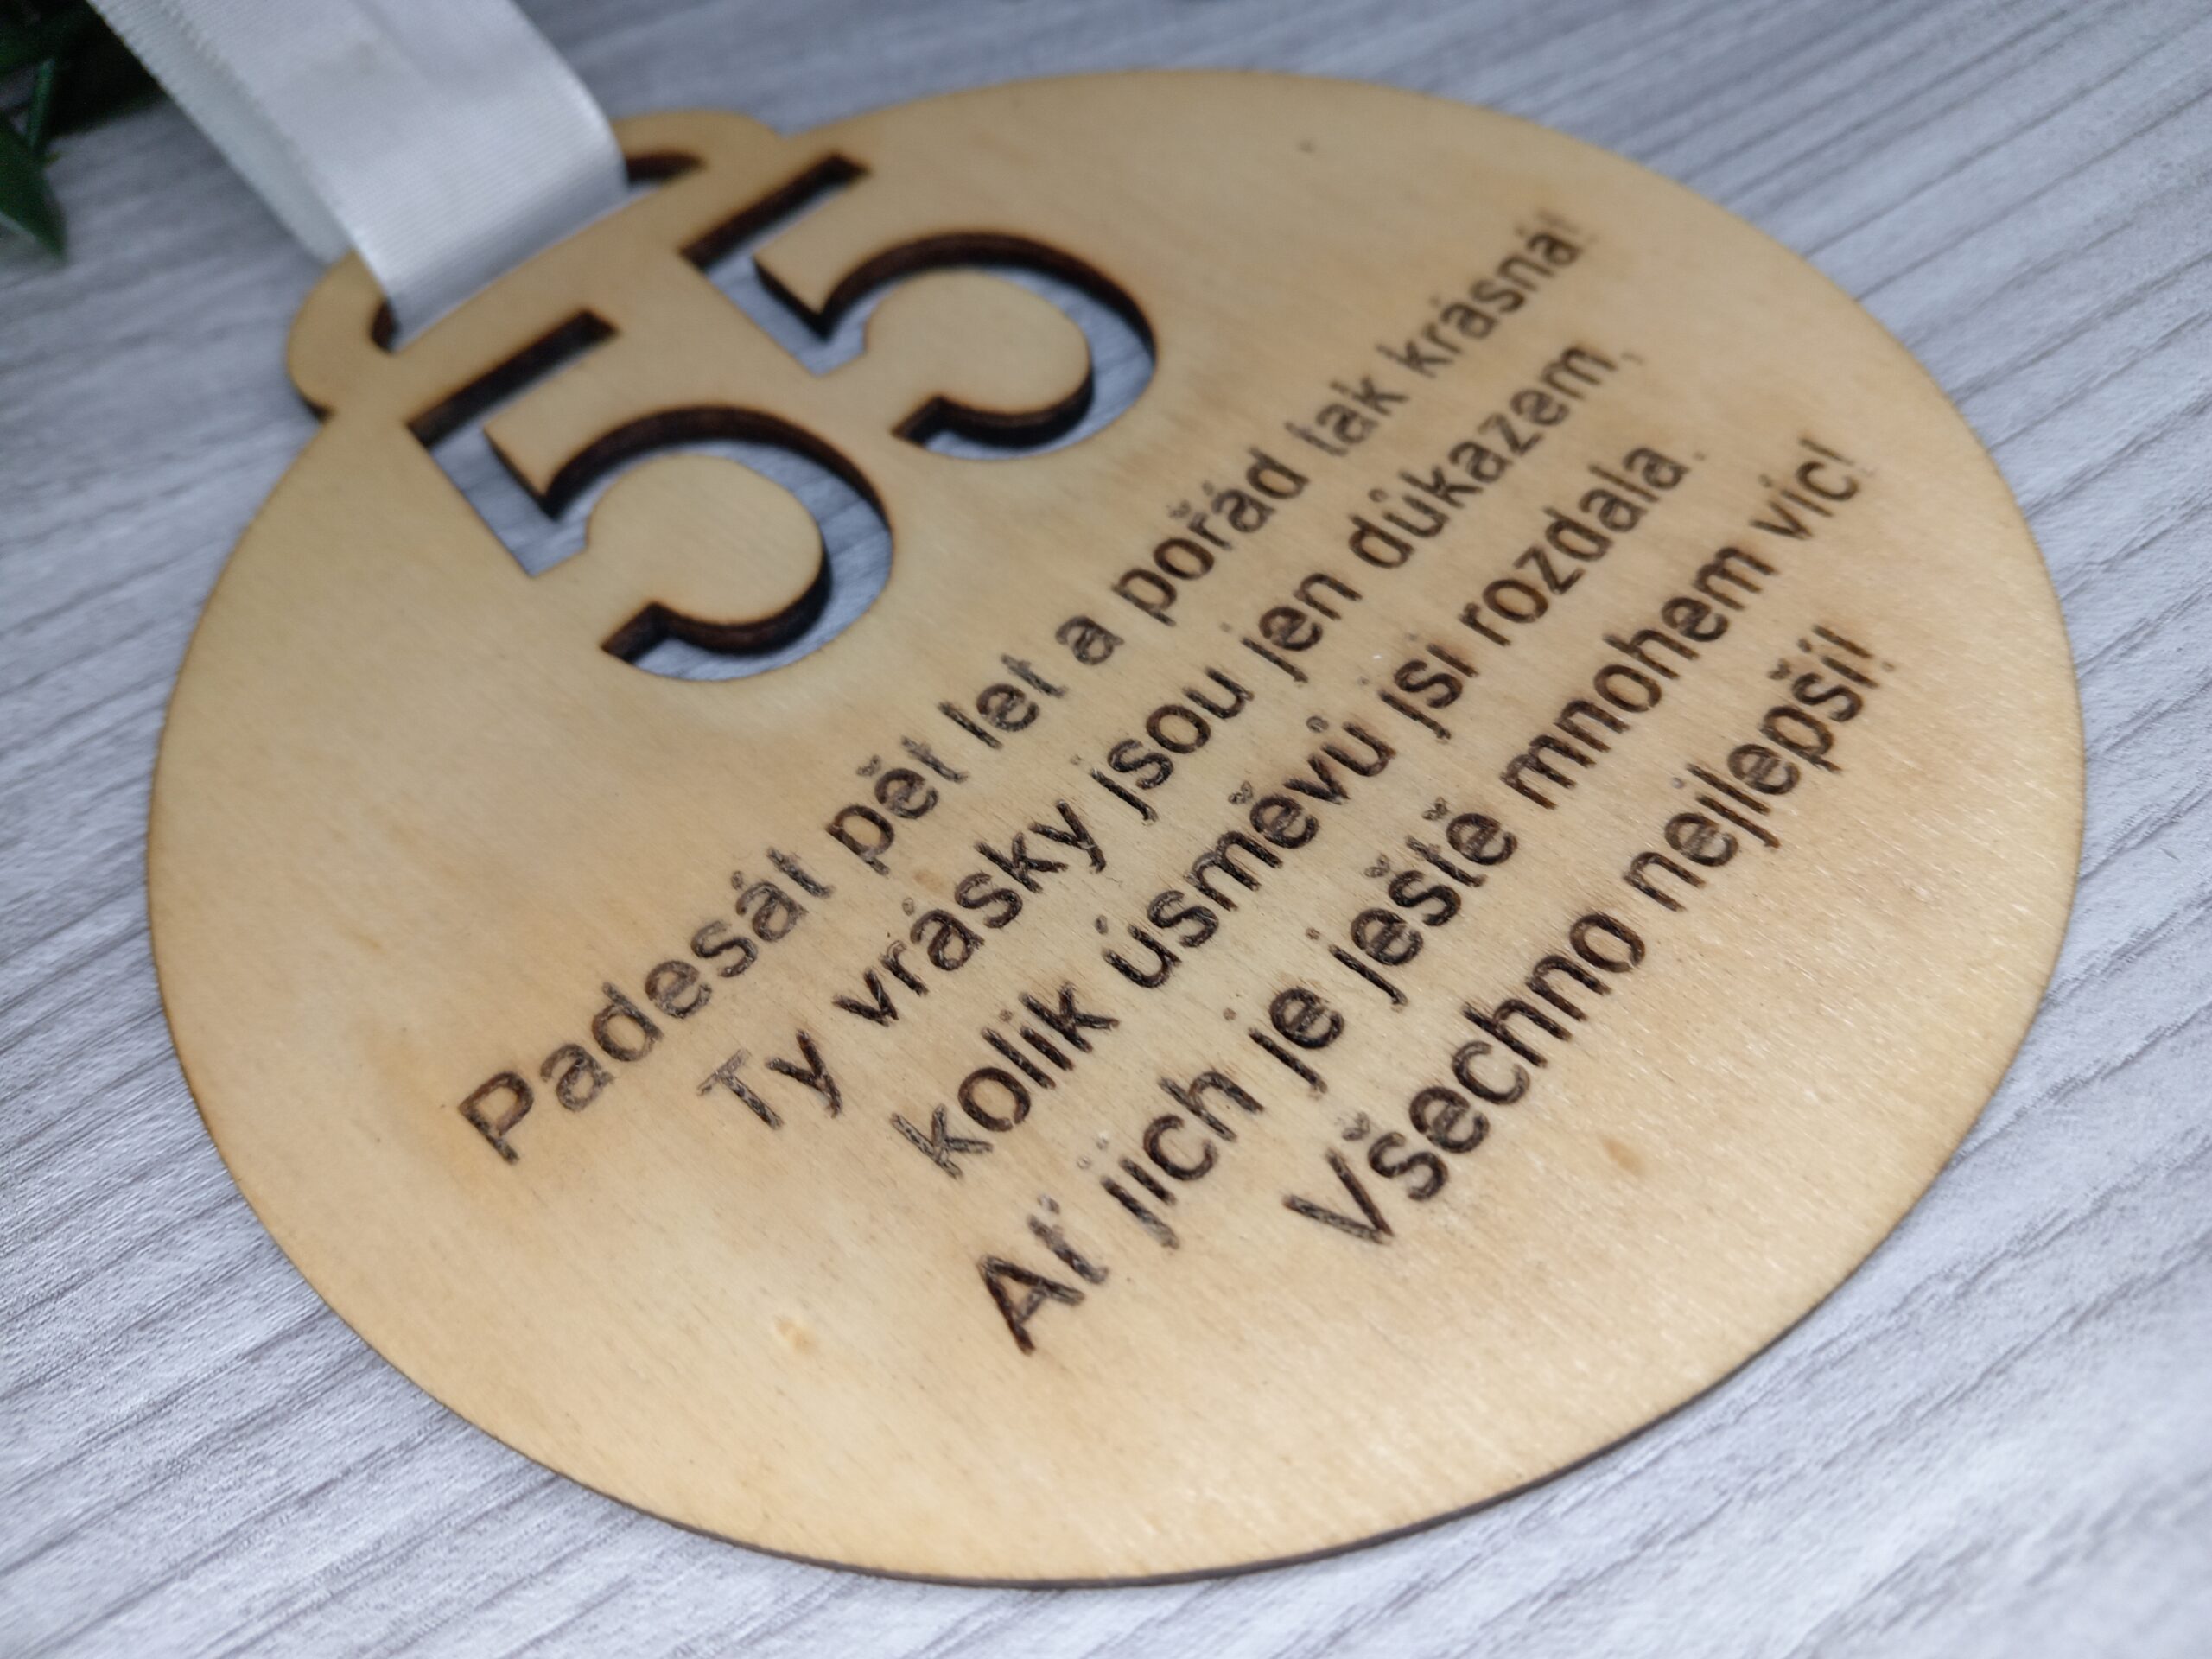 55
Padesát pět let a pořád tak krásná!
Ty vrásky jsou jen důkazem,
kolik úsměvů jsi rozdala.
Ať jich je ještě mnohem víc!
Všechno nejlepší!